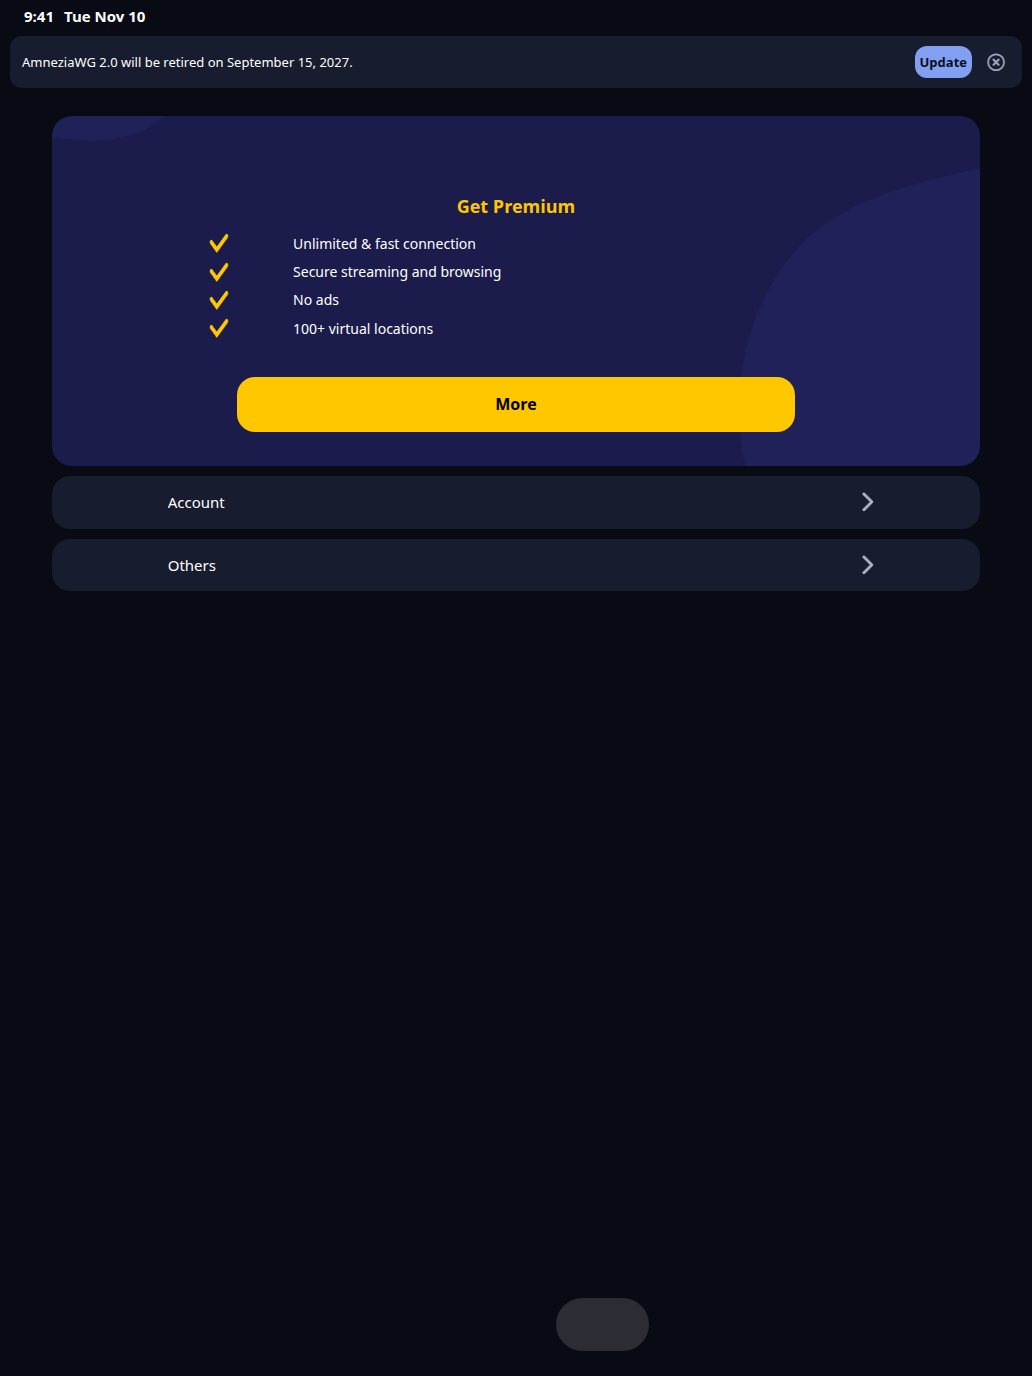 9:41 Tue Nov 10
AmneziaWG 2.0 will be retired on September 15, 2027.
Update
Get Premium
Unlimited & fast connection
Secure streaming and browsing
No ads
100+ virtual locations
More
Account
Others